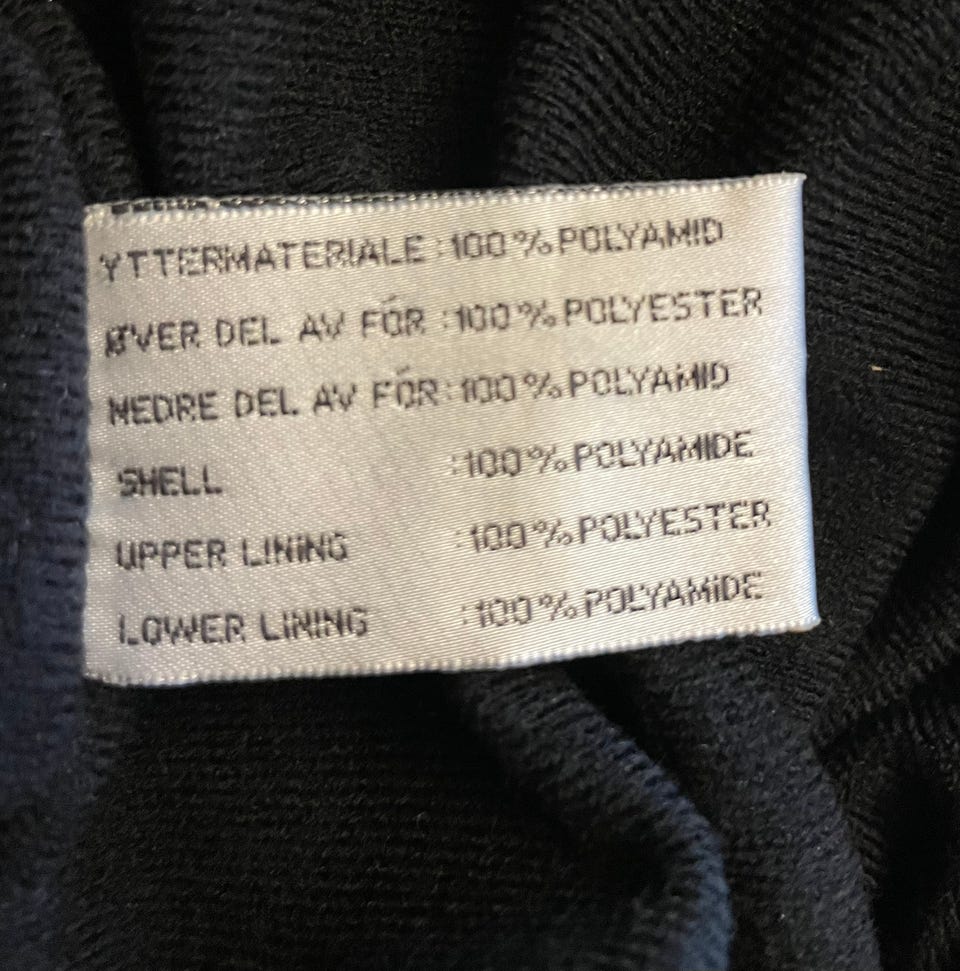 YTTERMATERIALE :100%POLYAMID
ØVER DEL AV FÓR :100%POLYESTER
NEDRE DEL AV FÓR :100%POLYAMID
SHELL :100%POLYAMIDE
UPPER LINING :100%POLYESTER
LOWER LINING :100%POLYAMIDE